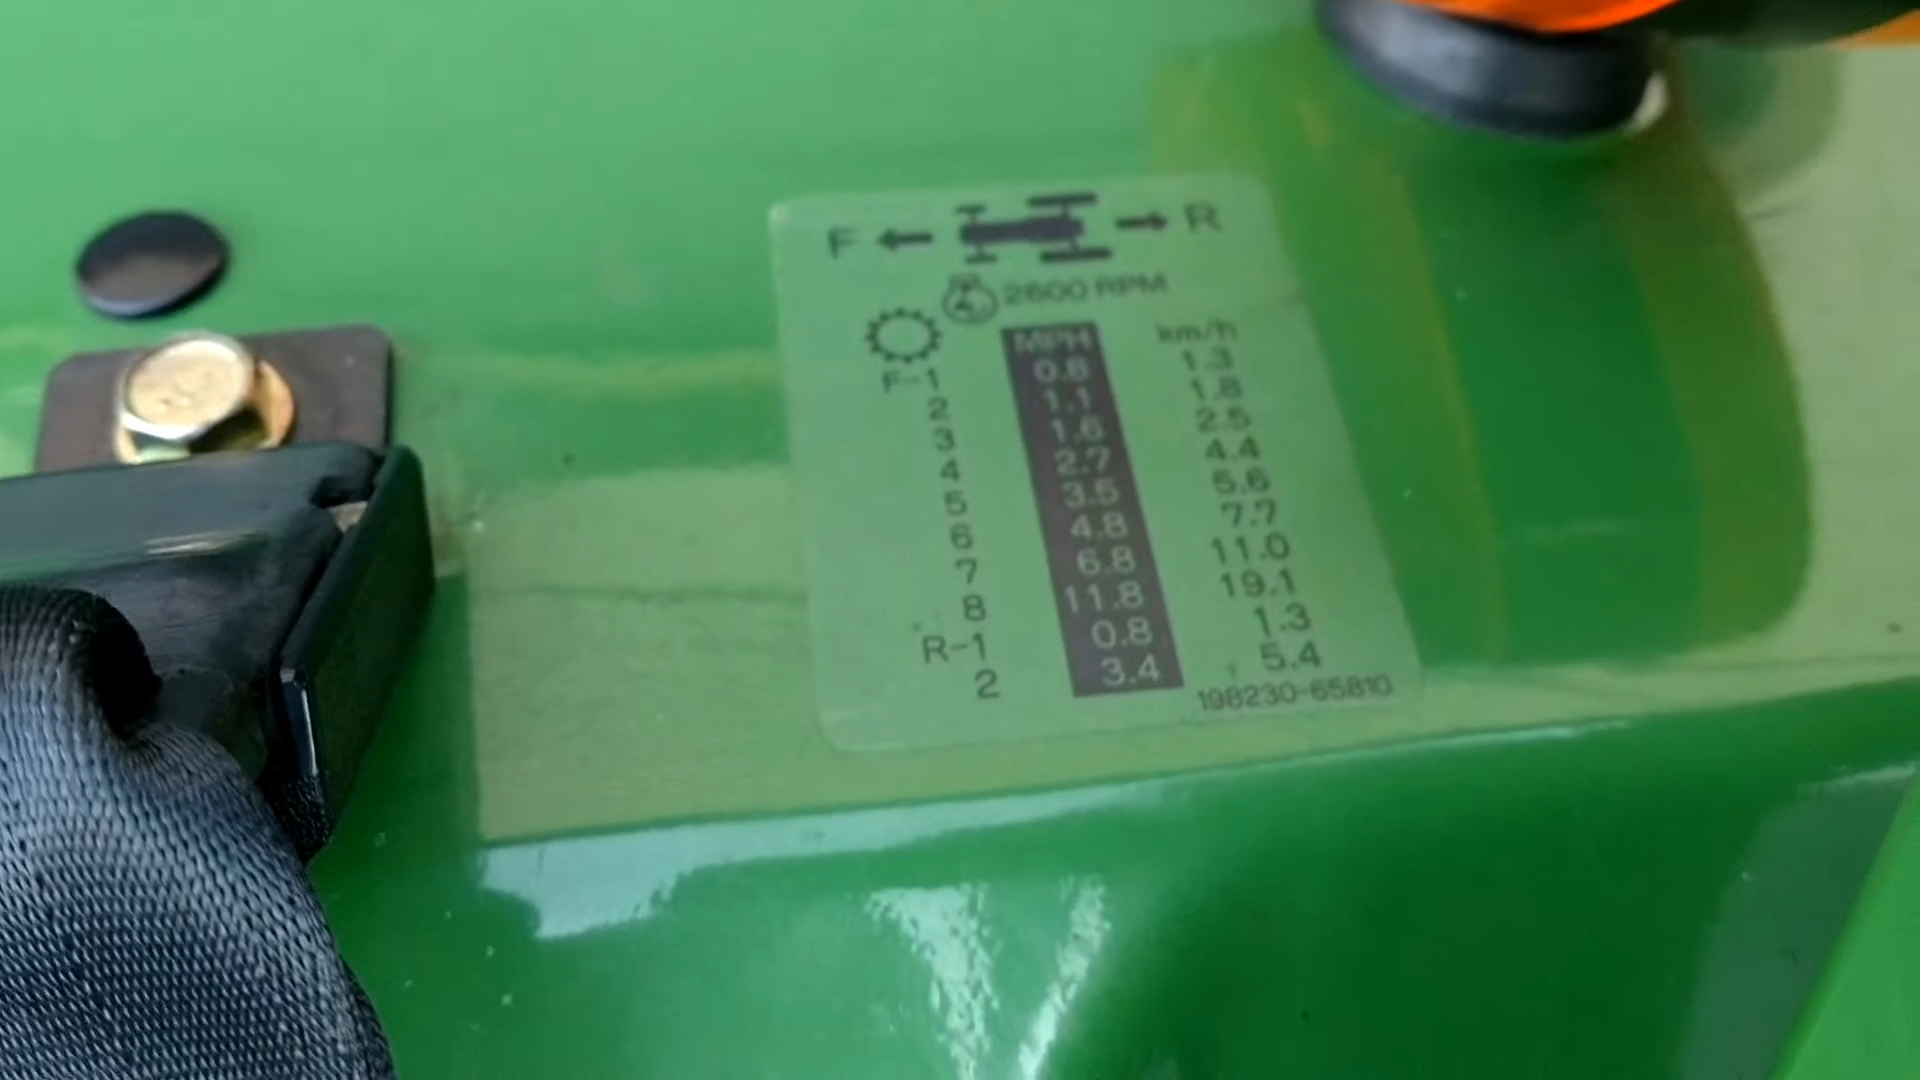 F R
2600 RPM
MPH km/h
F-1 0.8 1.3
2 1.1 1.8
3 1.6 2.5
4 2.7 4.4
5 3.5 5.6
6 4.8 7.7
7 6.8 11.0
8 11.8 19.1
R-1 0.8 1.3
2 3.4 5.4
198230-65810